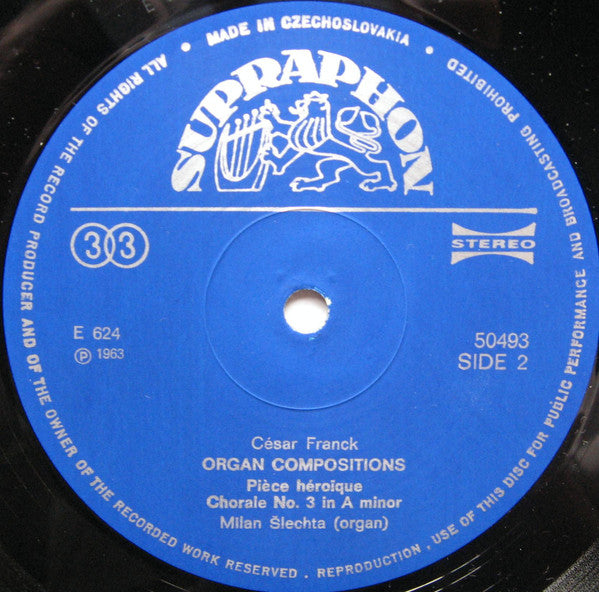 • MADE IN CZECHOSLOVAKIA •
ALL RIGHTS OF THE RECORD PRODUCER AND OF THE OWNER OF THE RECORDED WORK RESERVED . REPRODUCTION , USE OF THIS DISC FOR PUBLIC PERFORMANCE AND BROADCASTING PROHIBITED
SUPRAPHON
33
STEREO
E 624
℗ 1963
50493
SIDE 2
César Franck
ORGAN COMPOSITIONS
Pièce héroïque
Chorale No. 3 in A minor
Milan Šlechta (organ)